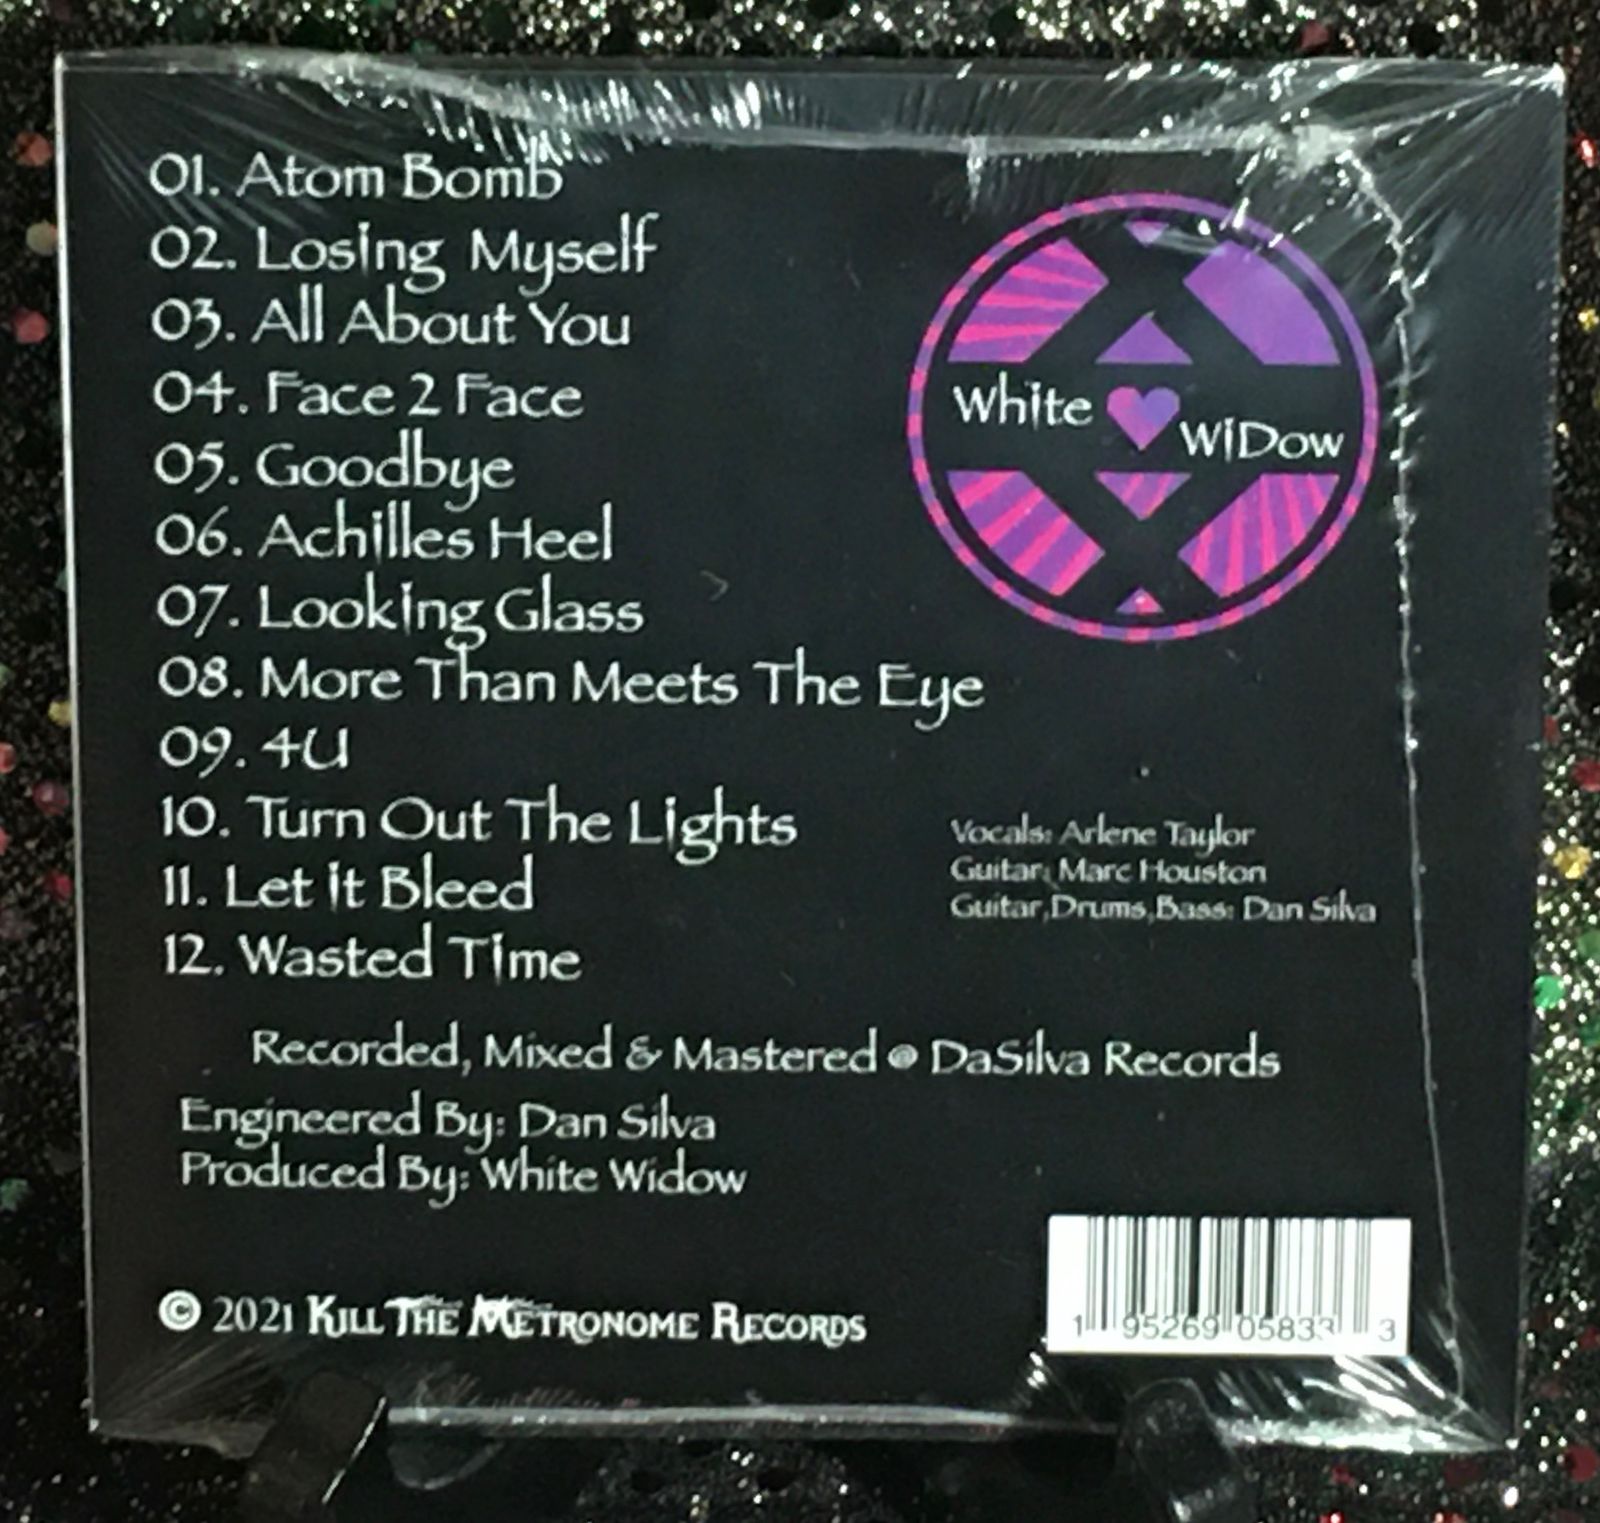 01. Atom Bomb
02. Losing Myself
03. All About You
04. Face 2 Face
05. Goodbye
06. Achilles Heel
07. Looking Glass
08. More Than Meets The Eye
09. 4U
10. Turn Out The Lights
11. Let it Bleed
12. Wasted Time
White WiDow
Vocals: Arlene Taylor
Guitar: Marc Houston
Guitar,Drums,Bass: Dan Silva
Recorded, Mixed & Mastered @ DaSilva Records
Engineered By: Dan Silva
Produced By: White Widow
© 2021 Kill The Metronome Records
1 95269 05833 3